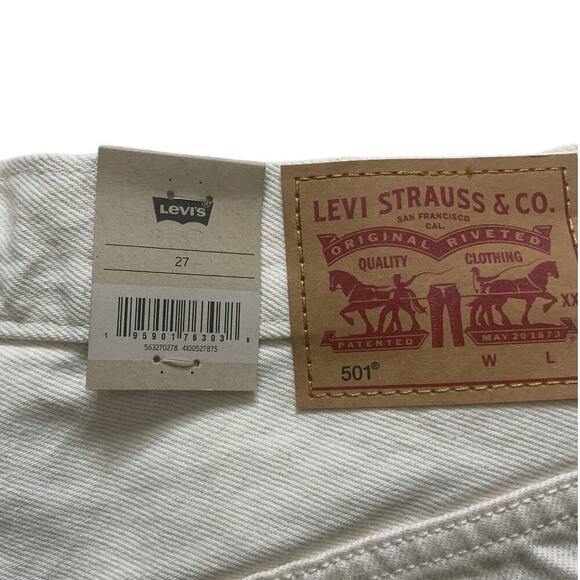 Levi's®
27
1 95901 76303 8
563270278 4100527875
LEVI STRAUSS & CO.
SAN FRANCISCO
CAL.
ORIGINAL RIVETED
QUALITY CLOTHING
XX
PATENTED MAY 20 1873
501® W L